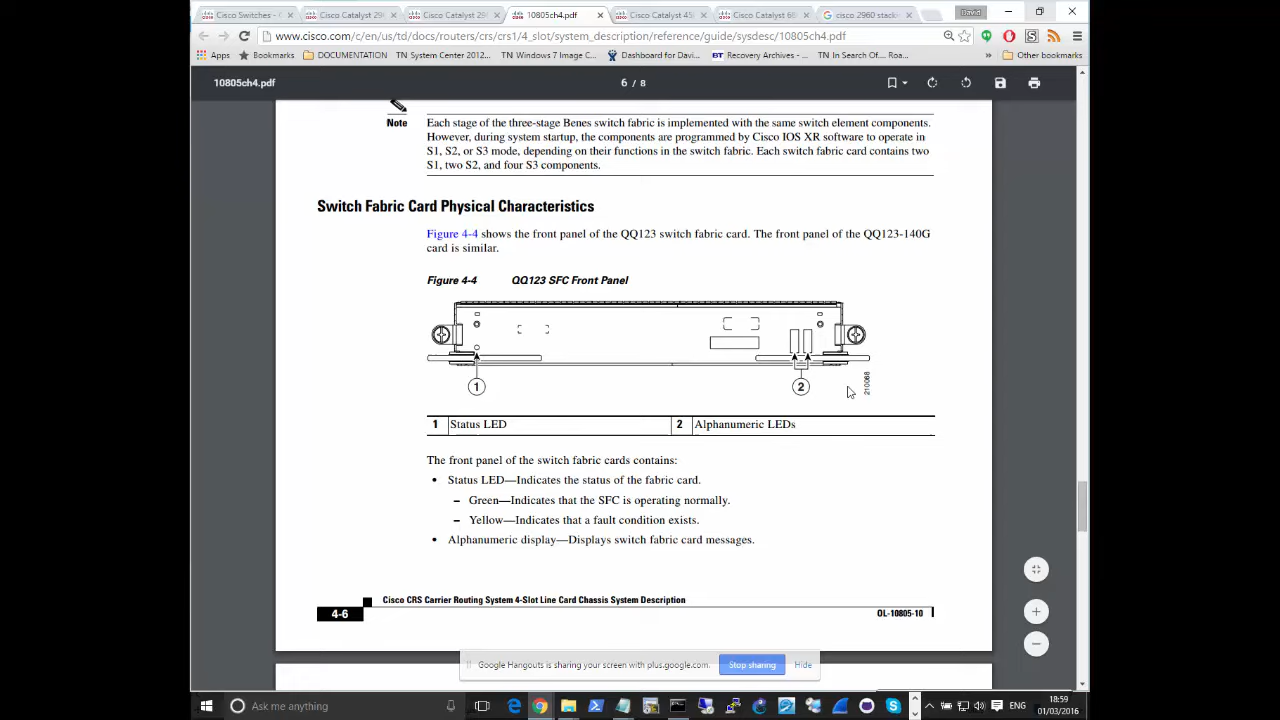 Cisco Switches - C
Cisco Catalyst 29
Cisco Catalyst 29
10805ch4.pdf
Cisco Catalyst 45
Cisco Catalyst 68
cisco 2960 stack
David
www.cisco.com/c/en/us/td/docs/routers/crs/crs1/4_slot/system_description/reference/guide/sysdesc/10805ch4.pdf
Apps
Bookmarks
DOCUMENTATION
TN System Center 2012...
TN Windows 7 Image C...
Dashboard for Davi...
BT Recovery Archives - ...
TN In Search Of... Roa...
»
Other bookmarks
10805ch4.pdf
6 / 8
Note
Each stage of the three-stage Benes switch fabric is implemented with the same switch element components.
However, during system startup, the components are programmed by Cisco IOS XR software to operate in
S1, S2, or S3 mode, depending on their functions in the switch fabric. Each switch fabric card contains two
S1, two S2, and four S3 components.
Switch Fabric Card Physical Characteristics
Figure 4-4 shows the front panel of the QQ123 switch fabric card. The front panel of the QQ123-140G
card is similar.
Figure 4-4 QQ123 SFC Front Panel
1
2
210068
1 Status LED 2 Alphanumeric LEDs
The front panel of the switch fabric cards contains:
• Status LED—Indicates the status of the fabric card.
– Green—Indicates that the SFC is operating normally.
– Yellow—Indicates that a fault condition exists.
• Alphanumeric display—Displays switch fabric card messages.
Cisco CRS Carrier Routing System 4-Slot Line Card Chassis System Description
4-6
OL-10805-10
Google Hangouts is sharing your screen with plus.google.com.
Stop sharing
Hide
Ask me anything
ENG
18:59
01/03/2016